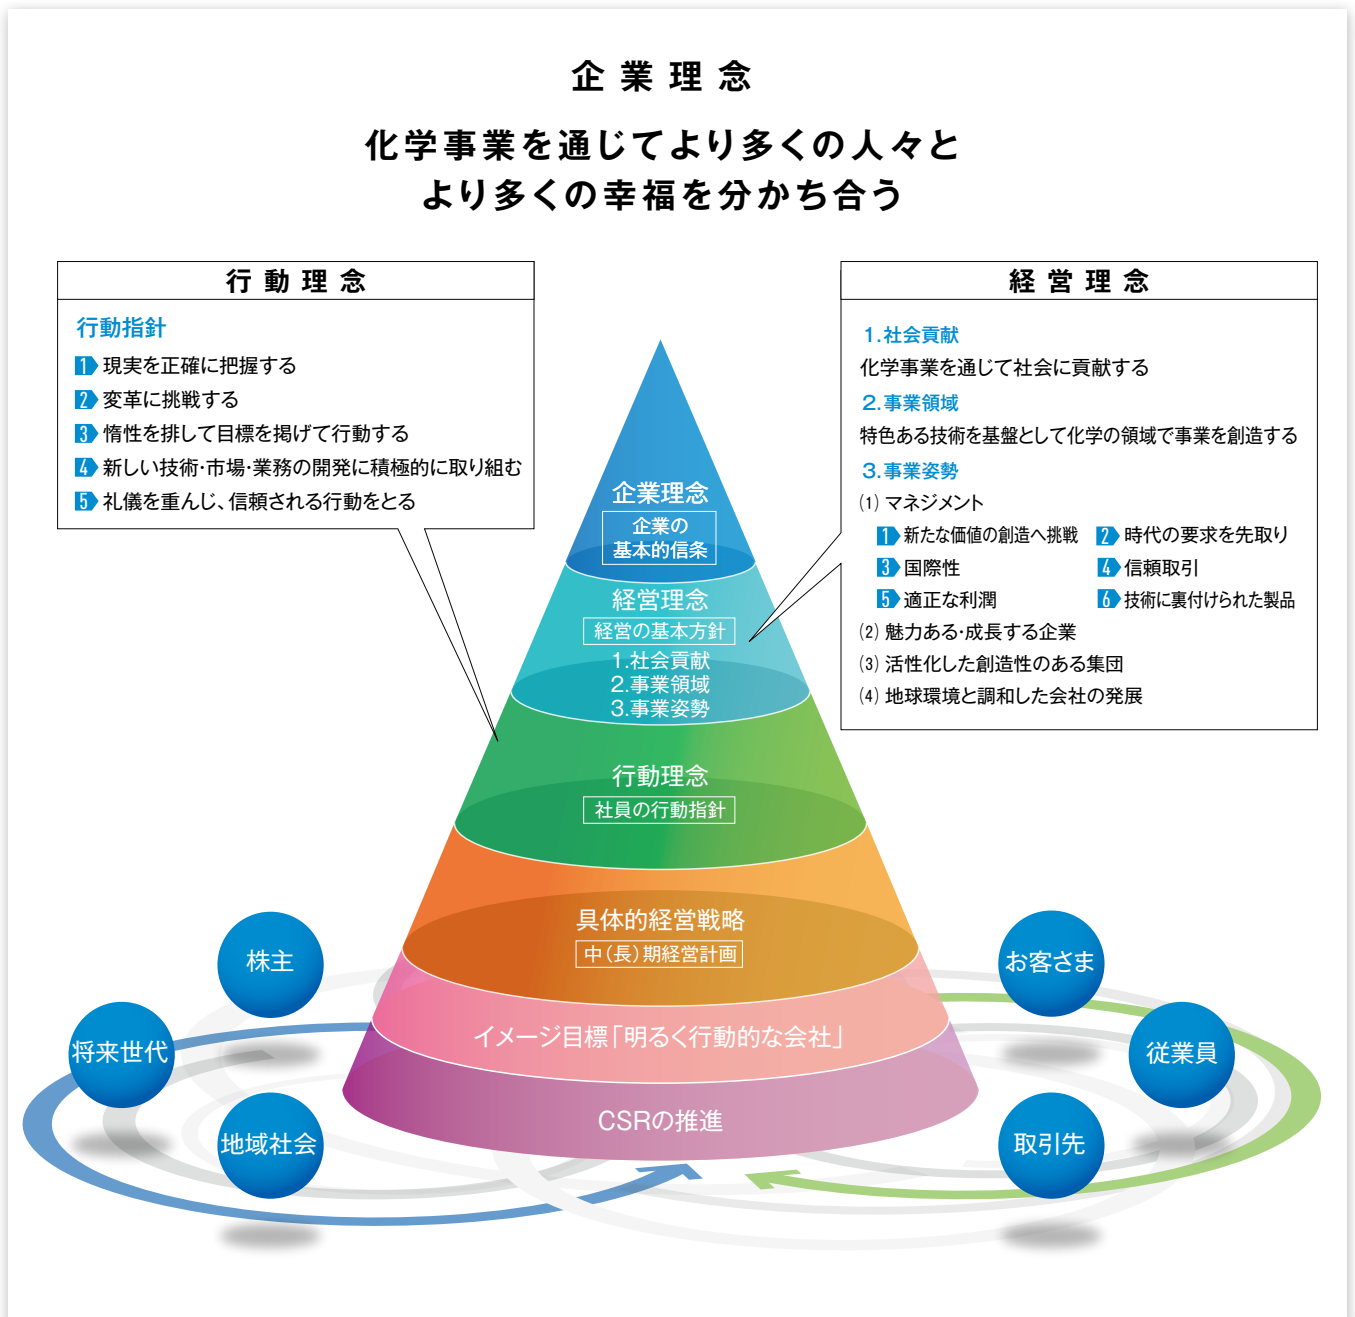 企業理念
化学事業を通じてより多くの人々と
より多くの幸福を分かち合う
行動理念
行動指針
1 現実を正確に把握する
2 変革に挑戦する
3 惰性を排して目標を掲げて行動する
4 新しい技術・市場・業務の開発に積極的に取り組む
5 礼儀を重んじ、信頼される行動をとる
経営理念
1.社会貢献
化学事業を通じて社会に貢献する
2.事業領域
特色ある技術を基盤として化学の領域で事業を創造する
3.事業姿勢
(1) マネジメント
1 新たな価値の創造へ挑戦 2 時代の要求を先取り
3 国際性 4 信頼取引
5 適正な利潤 6 技術に裏付けられた製品
(2) 魅力ある・成長する企業
(3) 活性化した創造性のある集団
(4) 地球環境と調和した会社の発展
企業理念
企業の
基本的信条
経営理念
経営の基本方針
1.社会貢献
2.事業領域
3.事業姿勢
行動理念
社員の行動指針
具体的経営戦略
中(長)期経営計画
イメージ目標「明るく行動的な会社」
CSRの推進
株主
将来世代
地域社会
お客さま
従業員
取引先